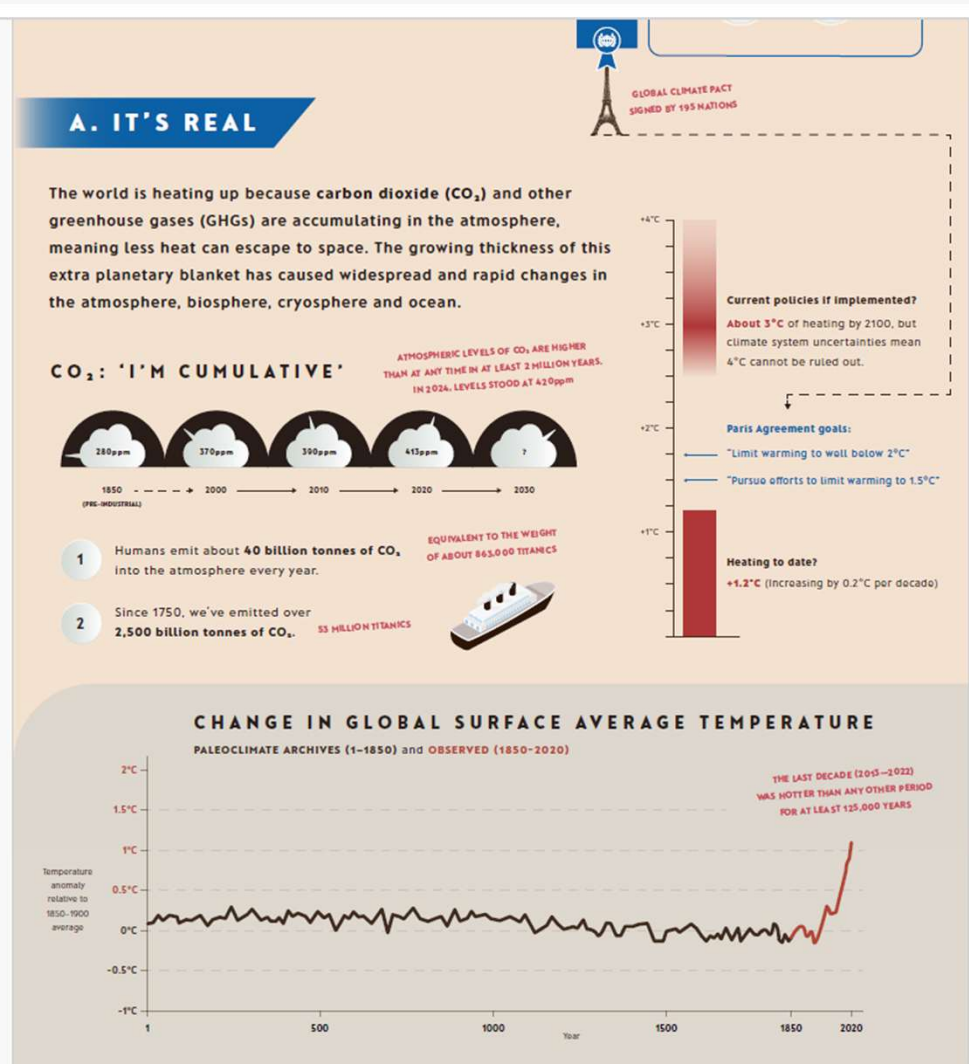 GLOBAL CLIMATE PACT
SIGNED BY 195 NATIONS
A. IT'S REAL
The world is heating up because carbon dioxide (CO₂) and other
greenhouse gases (GHGs) are accumulating in the atmosphere,
meaning less heat can escape to space. The growing thickness of this
extra planetary blanket has caused widespread and rapid changes in
the atmosphere, biosphere, cryosphere and ocean.
CO₂: 'I'M CUMULATIVE'
ATMOSPHERIC LEVELS OF CO₂ ARE HIGHER
THAN AT ANY TIME IN AT LEAST 2 MILLION YEARS.
IN 2024, LEVELS STOOD AT 420ppm
280ppm
370ppm
390ppm
413ppm
?
1850
2000
2010
2020
2030
(PRE-INDUSTRIAL)
1
Humans emit about 40 billion tonnes of CO₂
into the atmosphere every year.
EQUIVALENT TO THE WEIGHT
OF ABOUT 863,000 TITANICS
2
Since 1750, we've emitted over
2,500 billion tonnes of CO₂.
53 MILLION TITANICS
+4°C
+3°C
+2°C
+1°C
Current policies if implemented?
About 3°C of heating by 2100, but
climate system uncertainties mean
4°C cannot be ruled out.
Paris Agreement goals:
"Limit warming to well below 2°C"
"Pursue efforts to limit warming to 1.5°C"
Heating to date?
+1.2°C (Increasing by 0.2°C per decade)
CHANGE IN GLOBAL SURFACE AVERAGE TEMPERATURE
PALEOCLIMATE ARCHIVES (1–1850) and OBSERVED (1850-2020)
THE LAST DECADE (2013–2022)
WAS HOTTER THAN ANY OTHER PERIOD
FOR AT LEAST 125,000 YEARS
Temperature
anomaly
relative to
1850-1900
average
2°C
1.5°C
1°C
0.5°C
0°C
-0.5°C
-1°C
1
500
1000
1500
1850
2020
Year